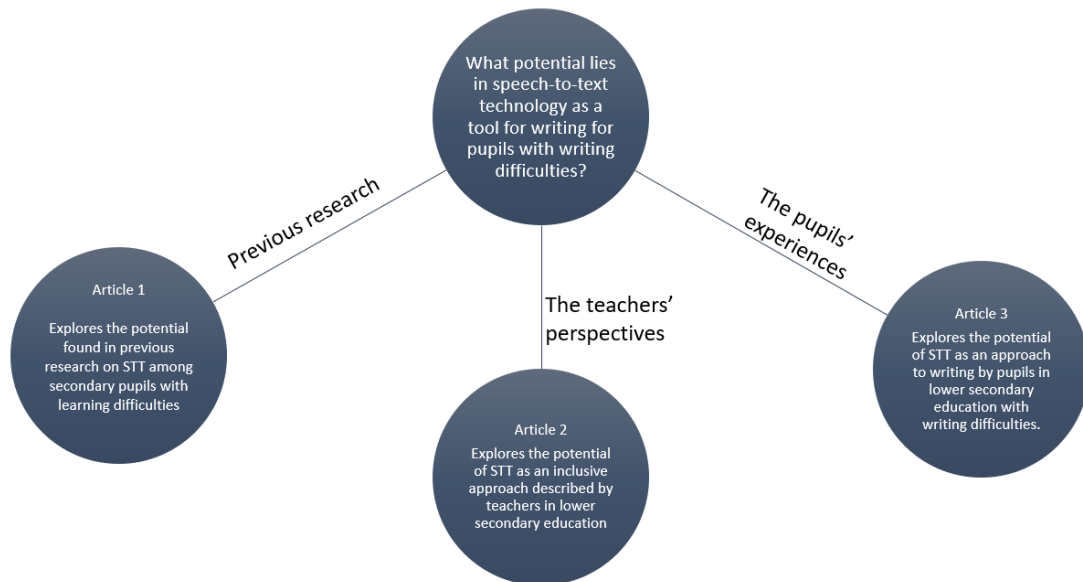 What potential lies
in speech-to-text
technology as a
tool for writing for
pupils with writing
difficulties?
Previous research
The teachers’
perspectives
The pupils’
experiences
Article 1
Explores the potential
found in previous
research on STT among
secondary pupils with
learning difficulties
Article 2
Explores the potential
of STT as an inclusive
approach described by
teachers in lower
secondary education
Article 3
Explores the potential
of STT as an approach
to writing by pupils in
lower secondary
education with
writing difficulties.